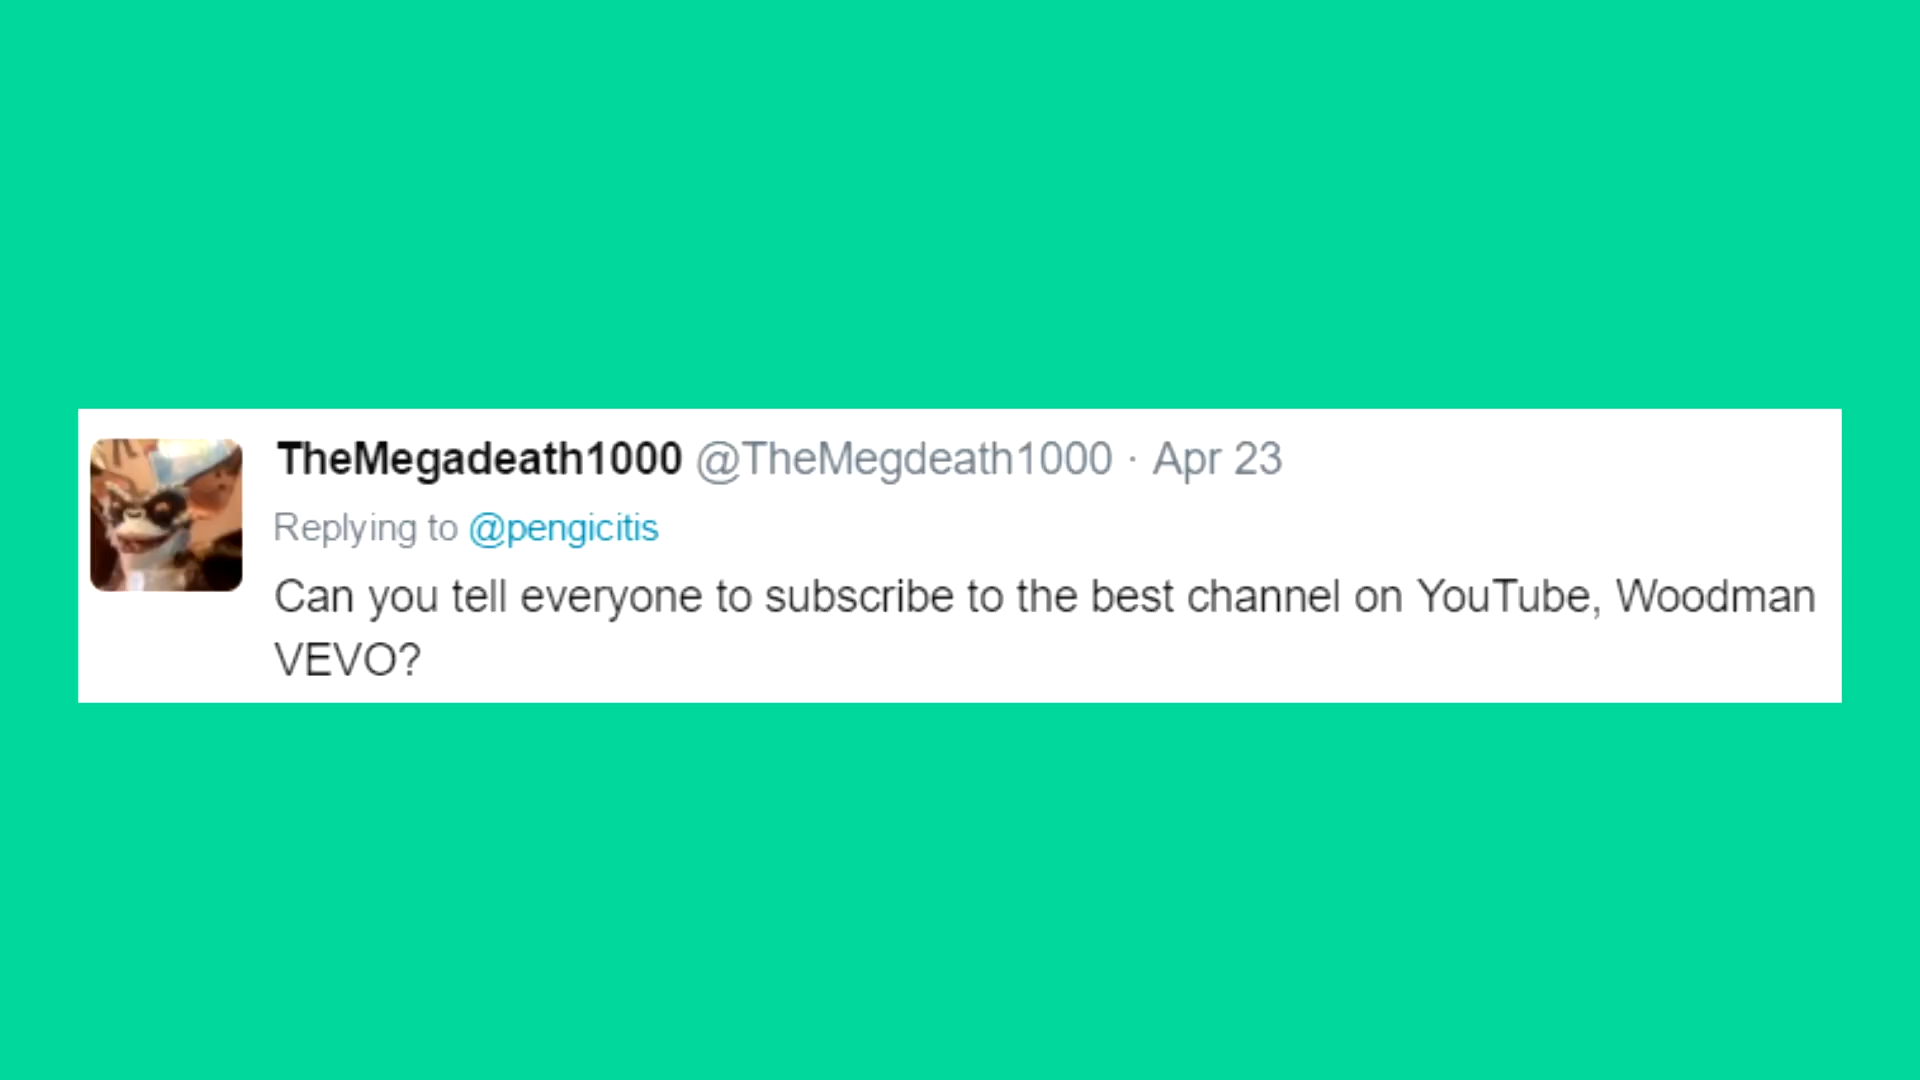 TheMegadeath1000 @TheMegdeath1000 · Apr 23
Replying to @pengicitis
Can you tell everyone to subscribe to the best channel on YouTube, Woodman
VEVO?